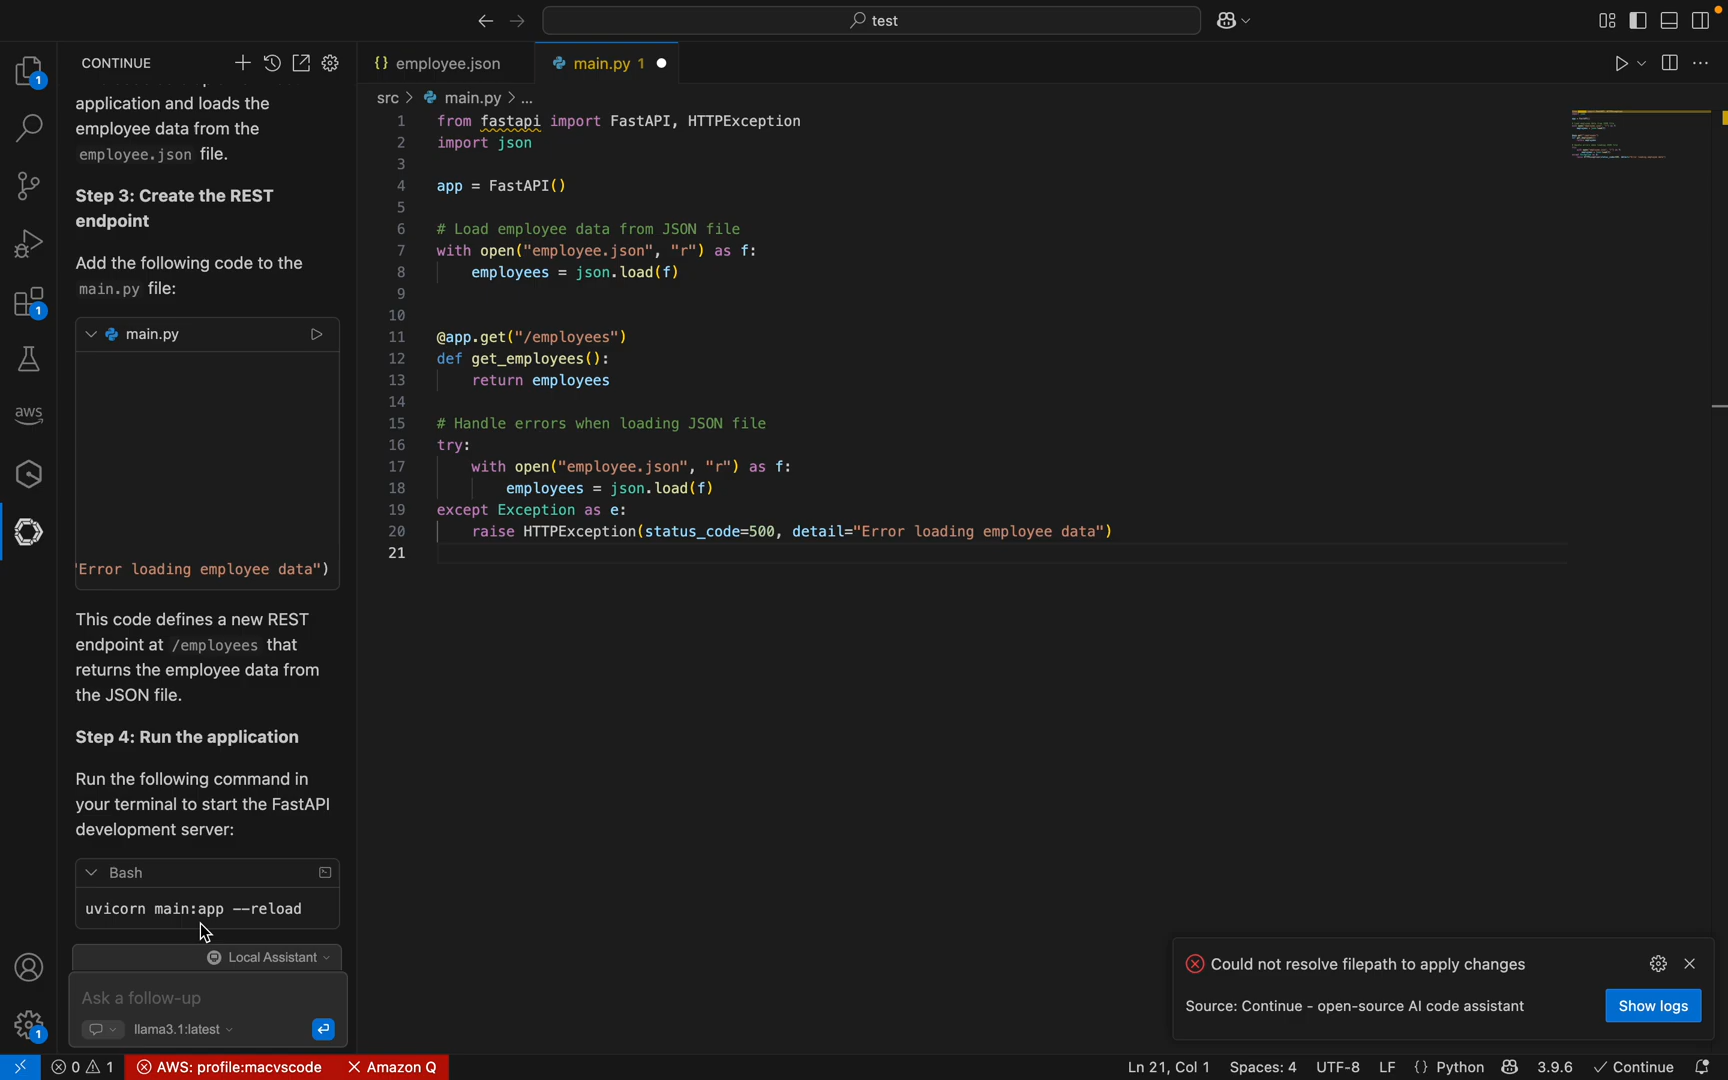 test
CONTINUE
application and loads the
employee data from the
employee.json file.
Step 3: Create the REST
endpoint
Add the following code to the
main.py file:
main.py
'Error loading employee data")
This code defines a new REST
endpoint at /employees that
returns the employee data from
the JSON file.
Step 4: Run the application
Run the following command in
your terminal to start the FastAPI
development server:
Bash
uvicorn main:app --reload
Local Assistant
Ask a follow-up
llama3.1:latest
1
1
aws
1
{} employee.json
main.py 1
src > main.py > ...
1 from fastapi import FastAPI, HTTPException
2 import json
3
4 app = FastAPI()
5
6 # Load employee data from JSON file
7 with open("employee.json", "r") as f:
8 employees = json.load(f)
9
10
11 @app.get("/employees")
12 def get_employees():
13 return employees
14
15 # Handle errors when loading JSON file
16 try:
17 with open("employee.json", "r") as f:
18 employees = json.load(f)
19 except Exception as e:
20 raise HTTPException(status_code=500, detail="Error loading employee data")
21
Could not resolve filepath to apply changes
Source: Continue - open-source AI code assistant
Show logs
0 1 AWS: profile:macvscode Amazon Q Ln 21, Col 1 Spaces: 4 UTF-8 LF {} Python 3.9.6 Continue